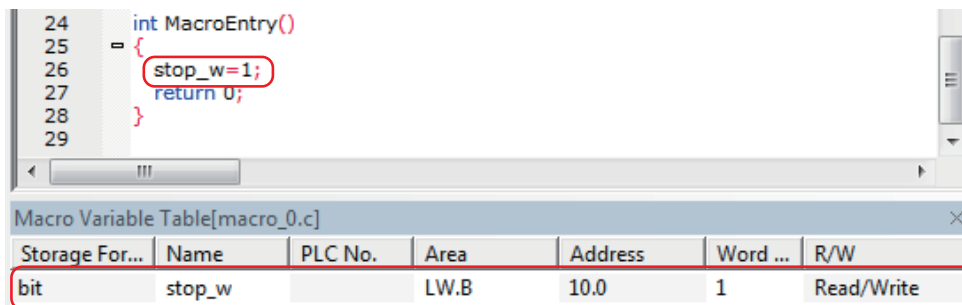 24 int MacroEntry()
25 {
26 stop_w=1;
27 return 0;
28 }
29
Macro Variable Table[macro_0.c]
Storage For... Name PLC No. Area Address Word ... R/W
bit stop_w LW.B 10.0 1 Read/Write